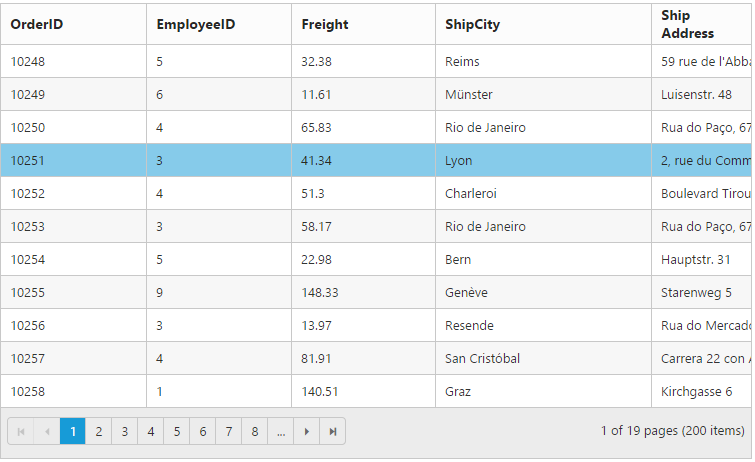 OrderID EmployeeID Freight ShipCity Ship Address
10248 5 32.38 Reims 59 rue de l'Abba
10249 6 11.61 Münster Luisenstr. 48
10250 4 65.83 Rio de Janeiro Rua do Paço, 67
10251 3 41.34 Lyon 2, rue du Comm
10252 4 51.3 Charleroi Boulevard Tirou
10253 3 58.17 Rio de Janeiro Rua do Paço, 67
10254 5 22.98 Bern Hauptstr. 31
10255 9 148.33 Genève Starenweg 5
10256 3 13.97 Resende Rua do Mercado
10257 4 81.91 San Cristóbal Carrera 22 con A
10258 1 140.51 Graz Kirchgasse 6
1 2 3 4 5 6 7 8 ... 1 of 19 pages (200 items)